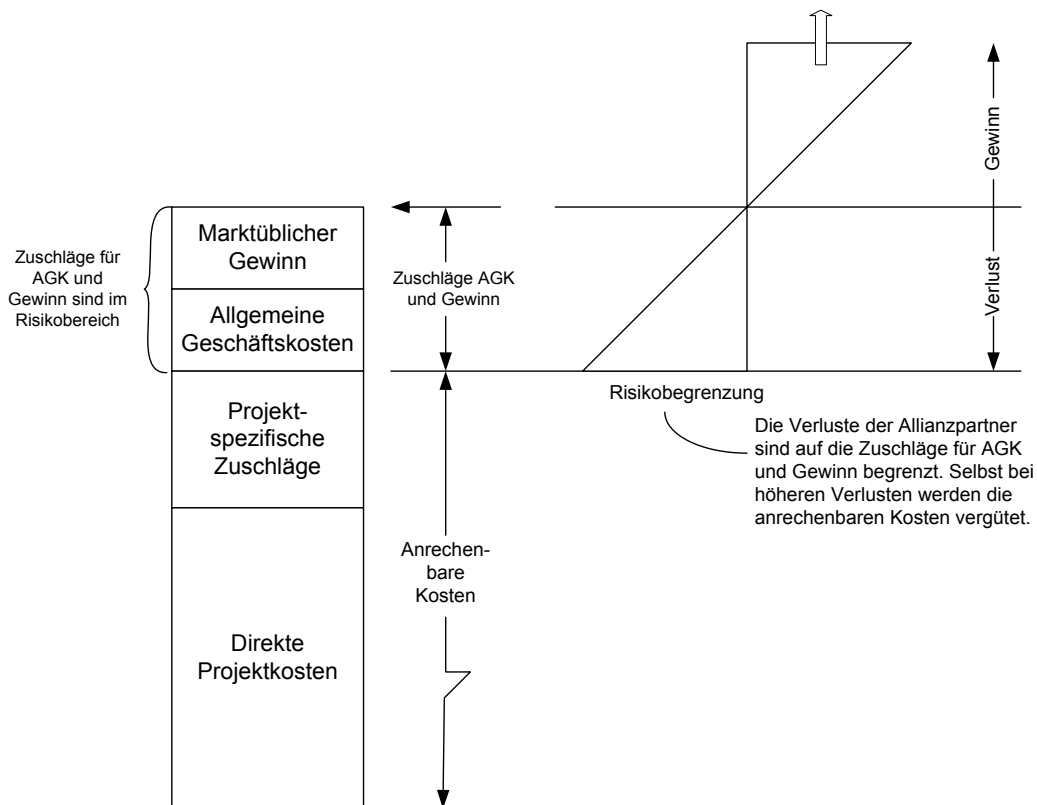 Gewinn
Verlust
Marktüblicher
Gewinn
Allgemeine
Geschäftskosten
Projekt-
spezifische
Zuschläge
Direkte
Projektkosten
Zuschläge für
AGK und
Gewinn sind im
Risikobereich
Zuschläge AGK
und Gewinn
Anrechen-
bare
Kosten
Risikobegrenzung
Die Verluste der Allianzpartner
sind auf die Zuschläge für AGK
und Gewinn begrenzt. Selbst bei
höheren Verlusten werden die
anrechenbaren Kosten vergütet.